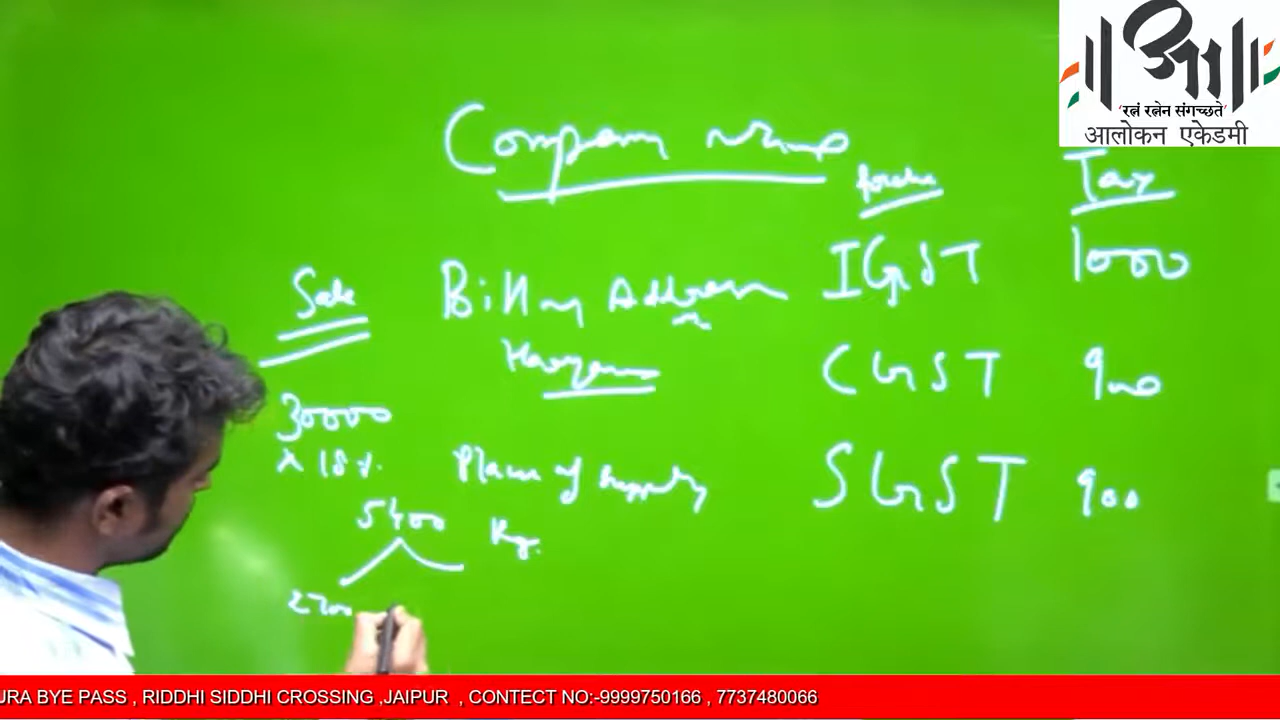 'रत्नं रत्नेन संगच्छते'
आलोकन एकेडमी
Company Name
Tax
IGST 1000
Sale
Billing Address
Haryana
CGST 900
30000
x 18%
Place of Supply
SGST 900
5400
Raj.
2700
URA BYE PASS , RIDDHI SIDDHI CROSSING ,JAIPUR , CONTECT NO:-9999750166 , 7737480066